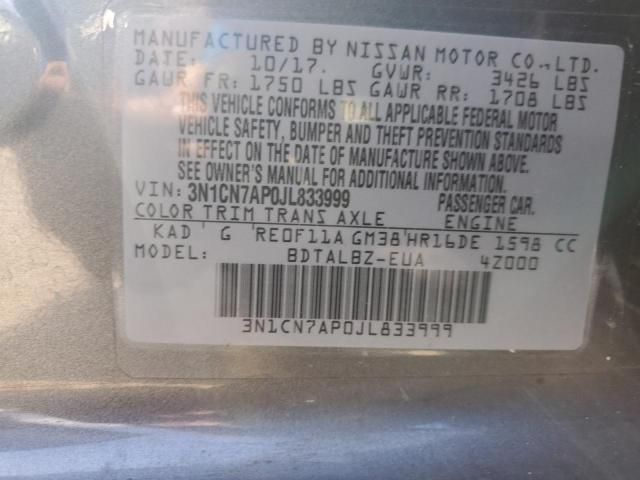 MANUFACTURED BY NISSAN MOTOR CO.,LTD.
DATE: 10/17. GVWR: 3426 LBS
GAWR FR: 1750 LBS GAWR RR: 1708 LBS
THIS VEHICLE CONFORMS TO ALL APPLICABLE FEDERAL MOTOR
VEHICLE SAFETY, BUMPER AND THEFT PREVENTION STANDARDS
IN EFFECT ON THE DATE OF MANUFACTURE SHOWN ABOVE.
SEE OWNER'S MANUAL FOR ADDITIONAL INFORMATION.
VIN: 3N1CN7AP0JL833999 PASSENGER CAR.
COLOR TRIM TRANS AXLE ENGINE
KAD ' G 'RE0F11A GM38'HR16DE 1598 CC
MODEL: BDTALBZ-EUA 4Z000
3N1CN7AP0JL833999